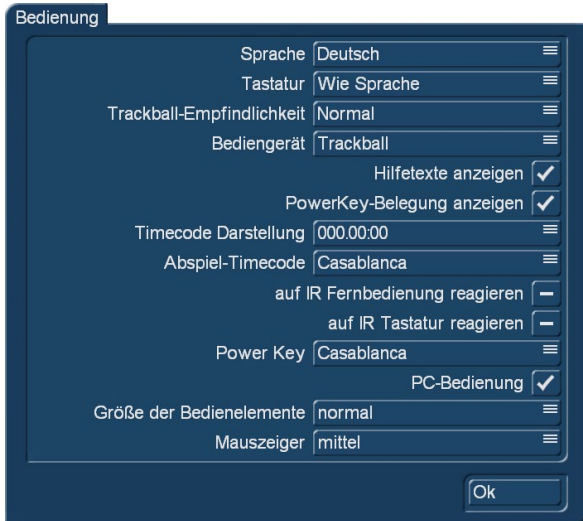 Bedienung
Sprache Deutsch
Tastatur Wie Sprache
Trackball-Empfindlichkeit Normal
Bediengerät Trackball
Hilfetexte anzeigen
PowerKey-Belegung anzeigen
Timecode Darstellung 000.00:00
Abspiel-Timecode Casablanca
auf IR Fernbedienung reagieren
auf IR Tastatur reagieren
Power Key Casablanca
PC-Bedienung
Größe der Bedienelemente normal
Mauszeiger mittel
Ok